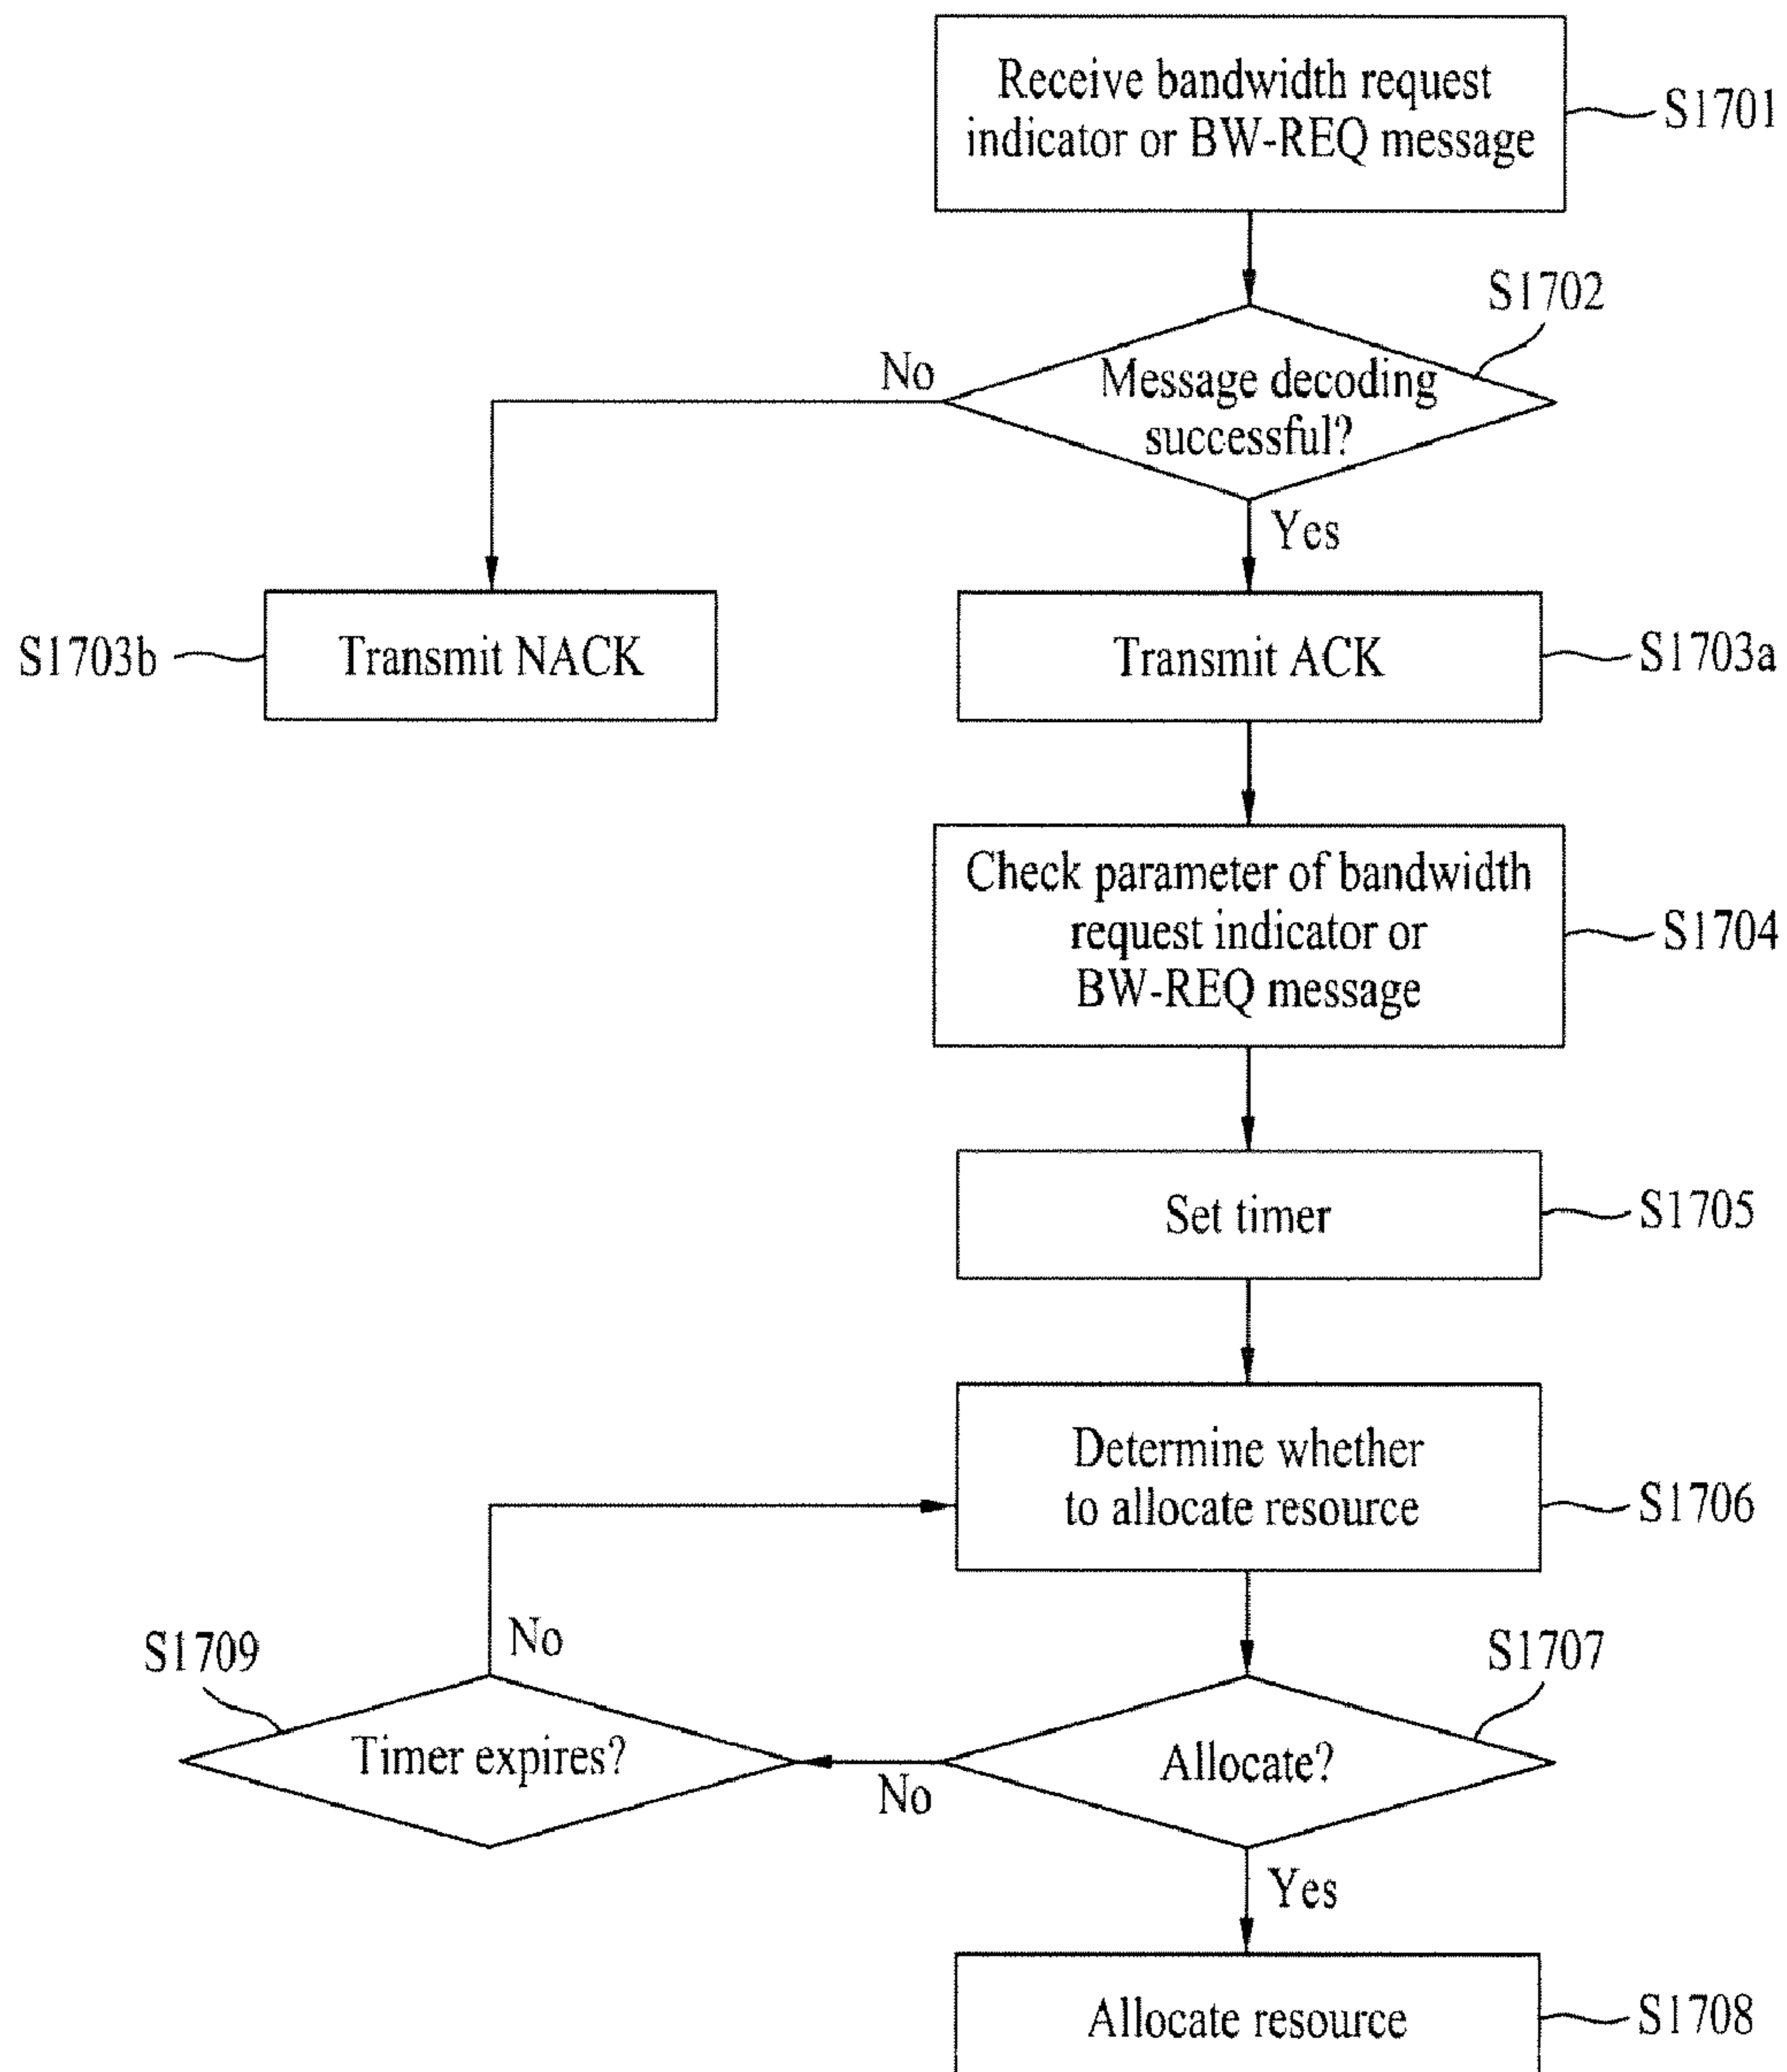 Receive bandwidth request
indicator or BW-REQ message
S1701
S1702
No
Message decoding
successful?
Yes
S1703b
Transmit NACK
Transmit ACK
S1703a
Check parameter of bandwidth
request indicator or
BW-REQ message
S1704
Set timer
S1705
Determine whether
to allocate resource
S1706
No
S1709
S1707
Timer expires?
Allocate?
No
Yes
Allocate resource
S1708